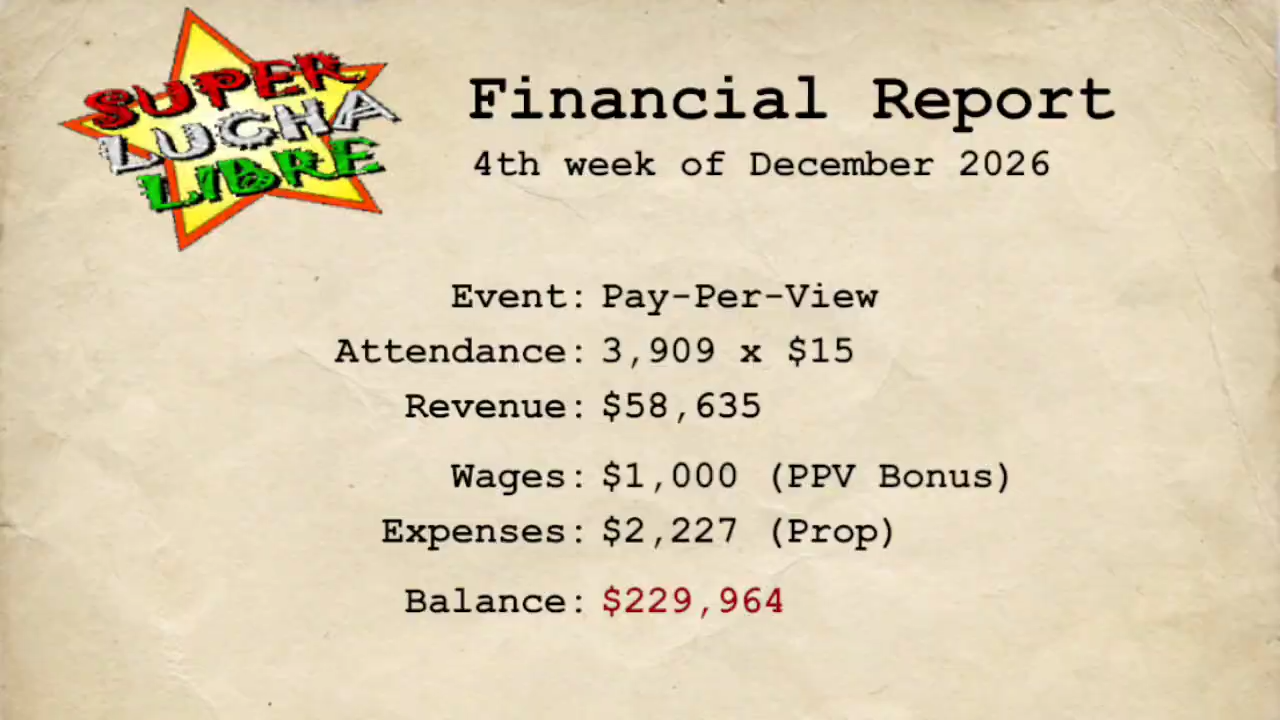 SUPER
LUCHA
LIBRE
Financial Report
4th week of December 2026
Event: Pay-Per-View
Attendance: 3,909 x $15
Revenue: $58,635
Wages: $1,000 (PPV Bonus)
Expenses: $2,227 (Prop)
Balance: $229,964